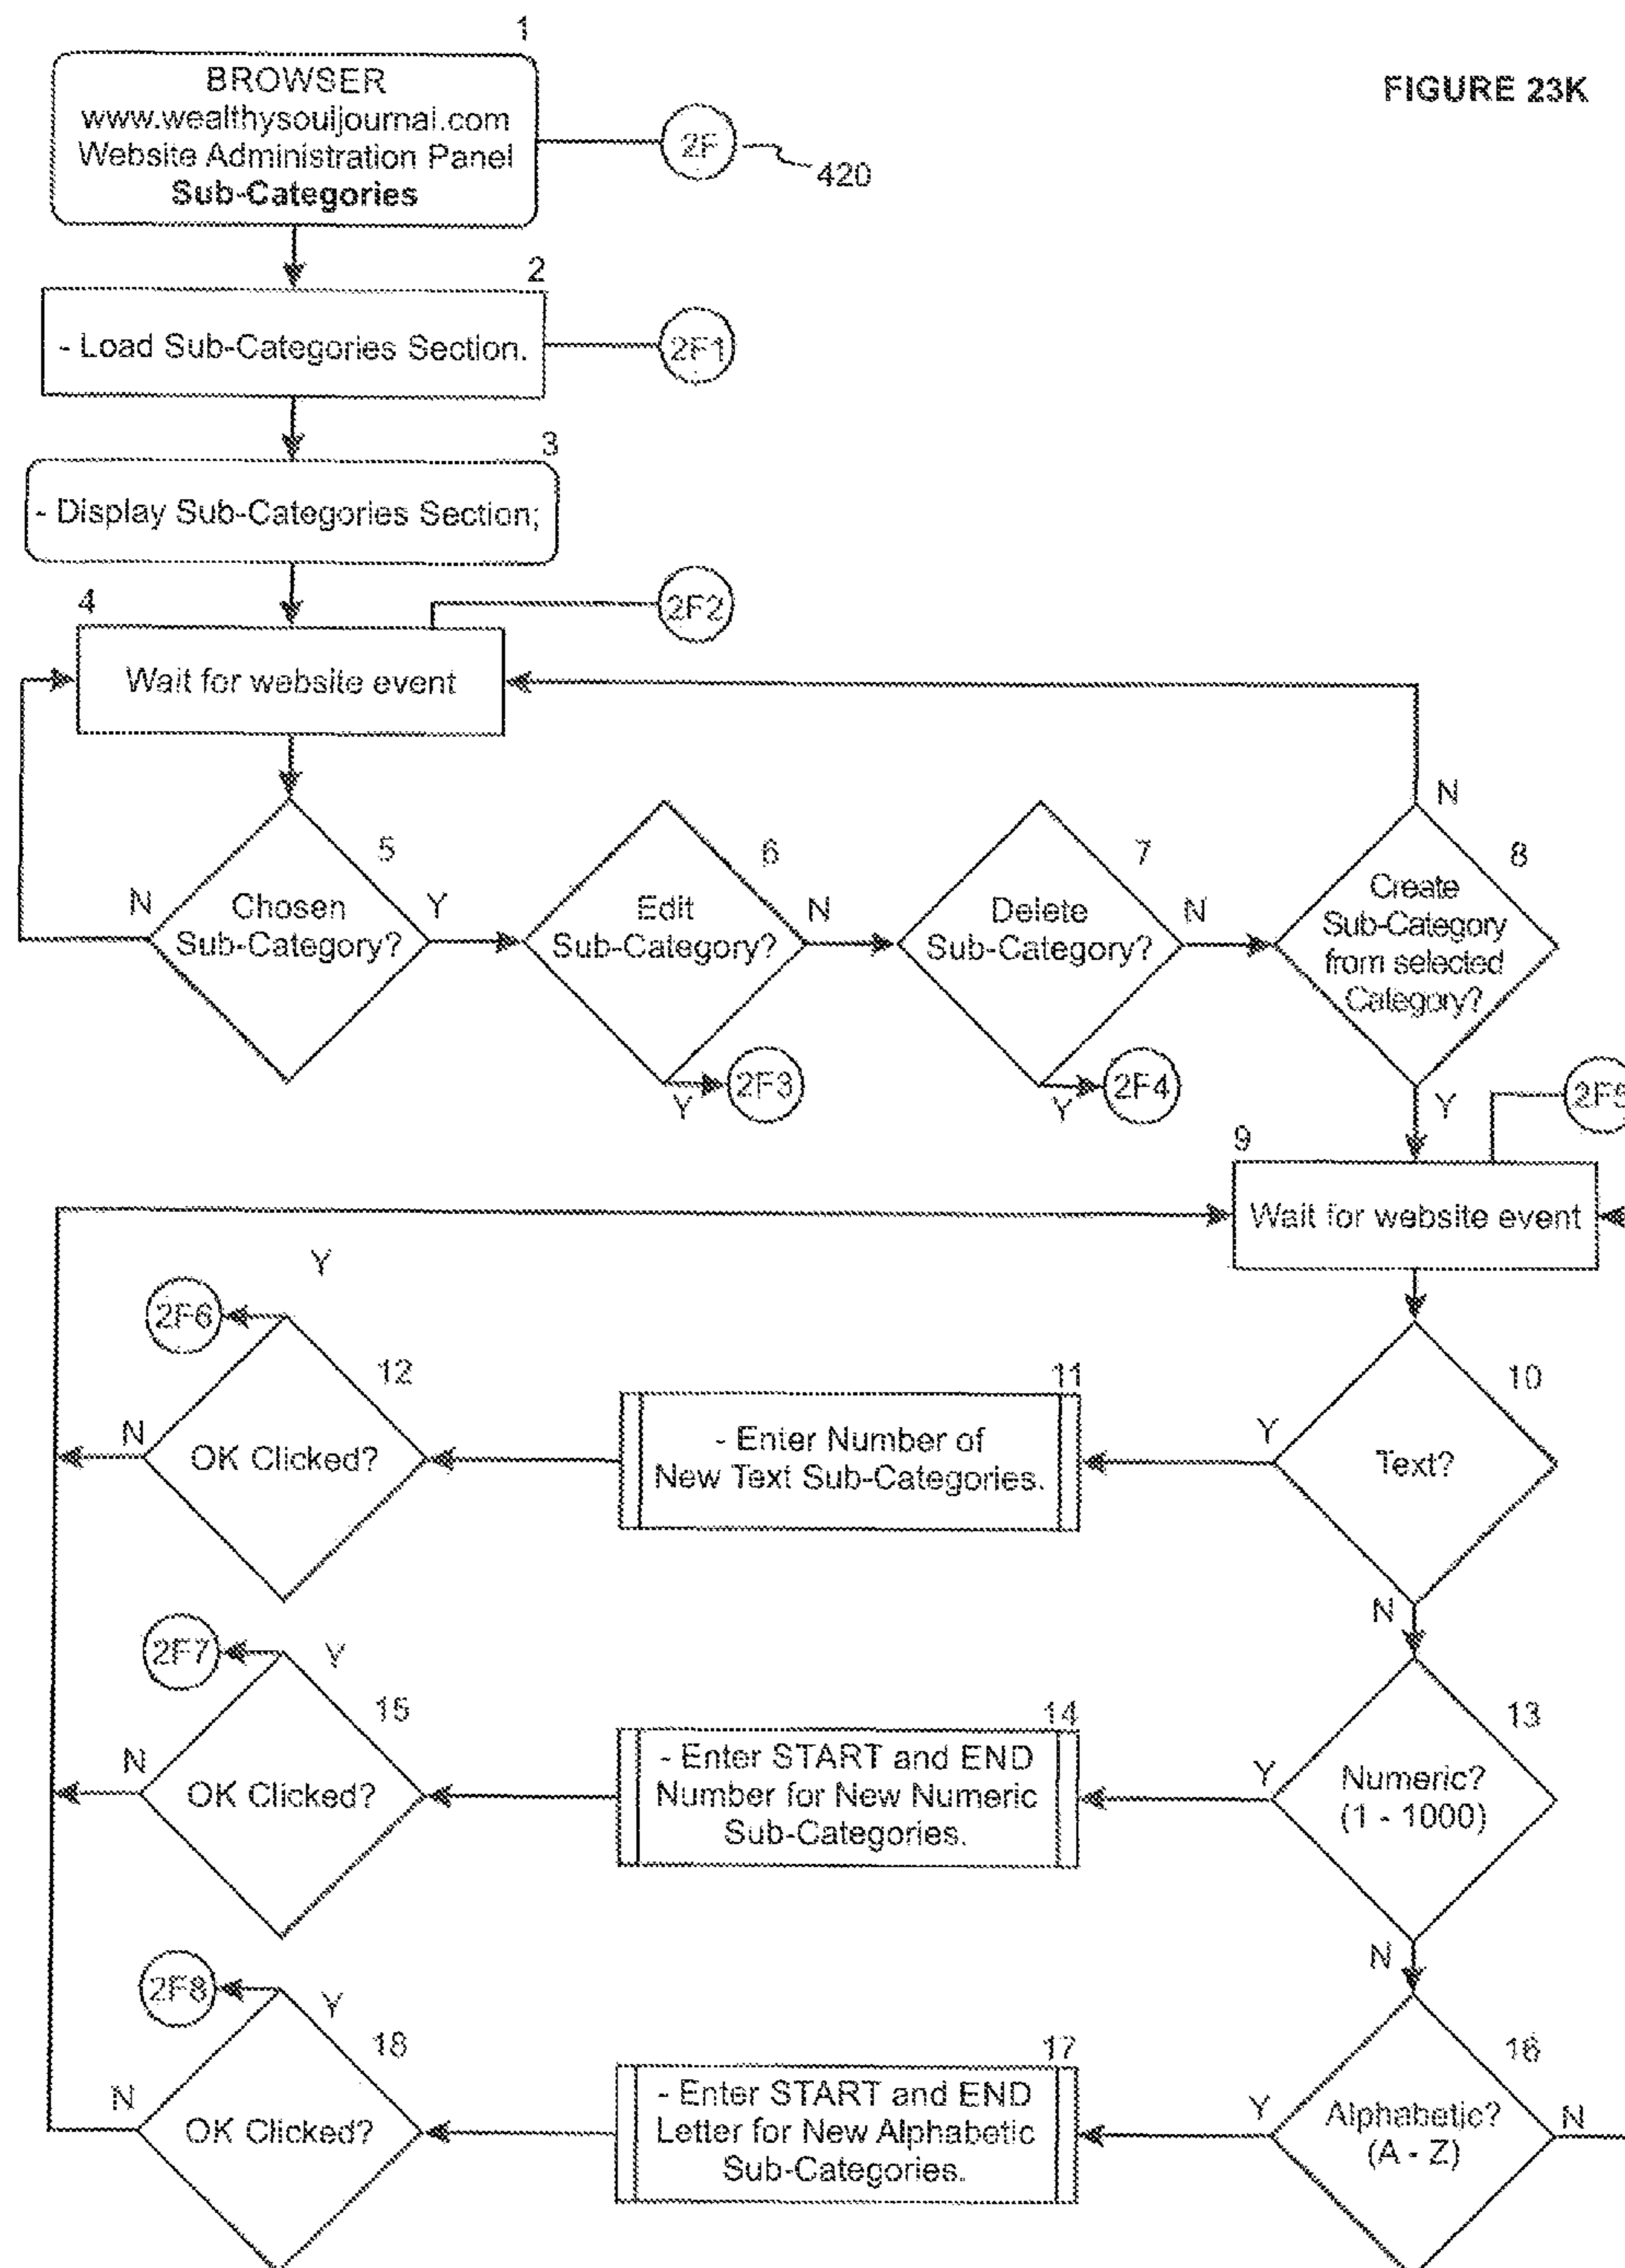 FIGURE 23K
1
BROWSER
www.wealthysouljournal.com
Website Administration Panel
Sub-Categories
2F
420
2
- Load Sub-Categories Section.
2F1
3
- Display Sub-Categories Section;
4
2F2
Wait for website event
N
5
Chosen
Sub-Category?
Y
6
Edit
Sub-Category?
N
Y
2F3
7
Delete
Sub-Category?
N
Y
2F4
N
8
Create
Sub-Category
from selected
Category?
Y
2F5
9
Wait for website event
10
Text?
Y
N
11
- Enter Number of
New Text Sub-Categories.
12
OK Clicked?
Y
2F6
N
13
Numeric?
(1 - 1000)
Y
N
14
- Enter START and END
Number for New Numeric
Sub-Categories.
15
OK Clicked?
Y
2F7
N
16
Alphabetic?
(A - Z)
Y
N
17
- Enter START and END
Letter for New Alphabetic
Sub-Categories.
18
OK Clicked?
Y
2F8
N